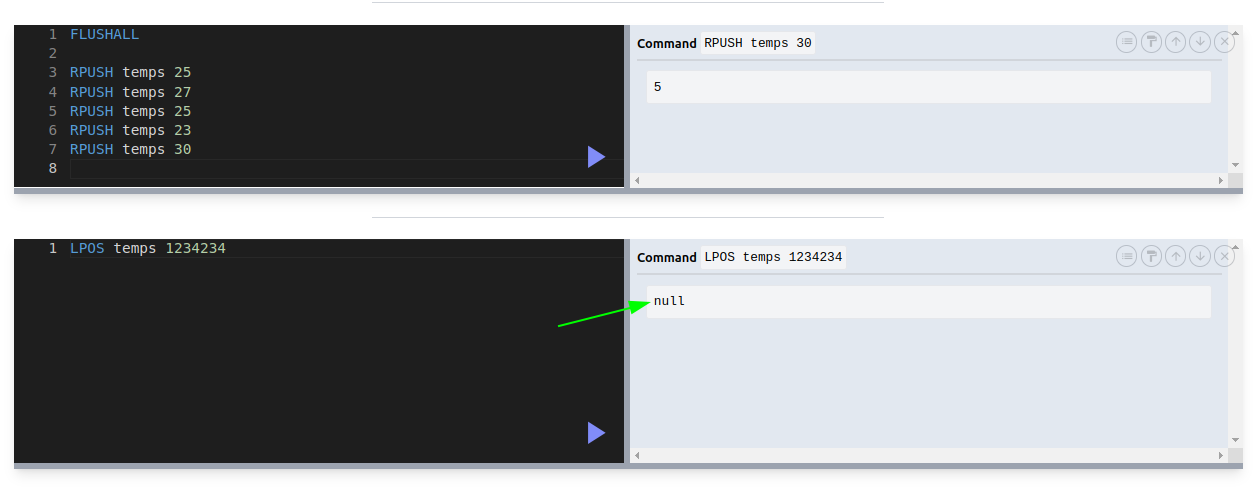 1 FLUSHALL
2
3 RPUSH temps 25
4 RPUSH temps 27
5 RPUSH temps 25
6 RPUSH temps 23
7 RPUSH temps 30
8
Command RPUSH temps 30
5
1 LPOS temps 1234234
Command LPOS temps 1234234
null